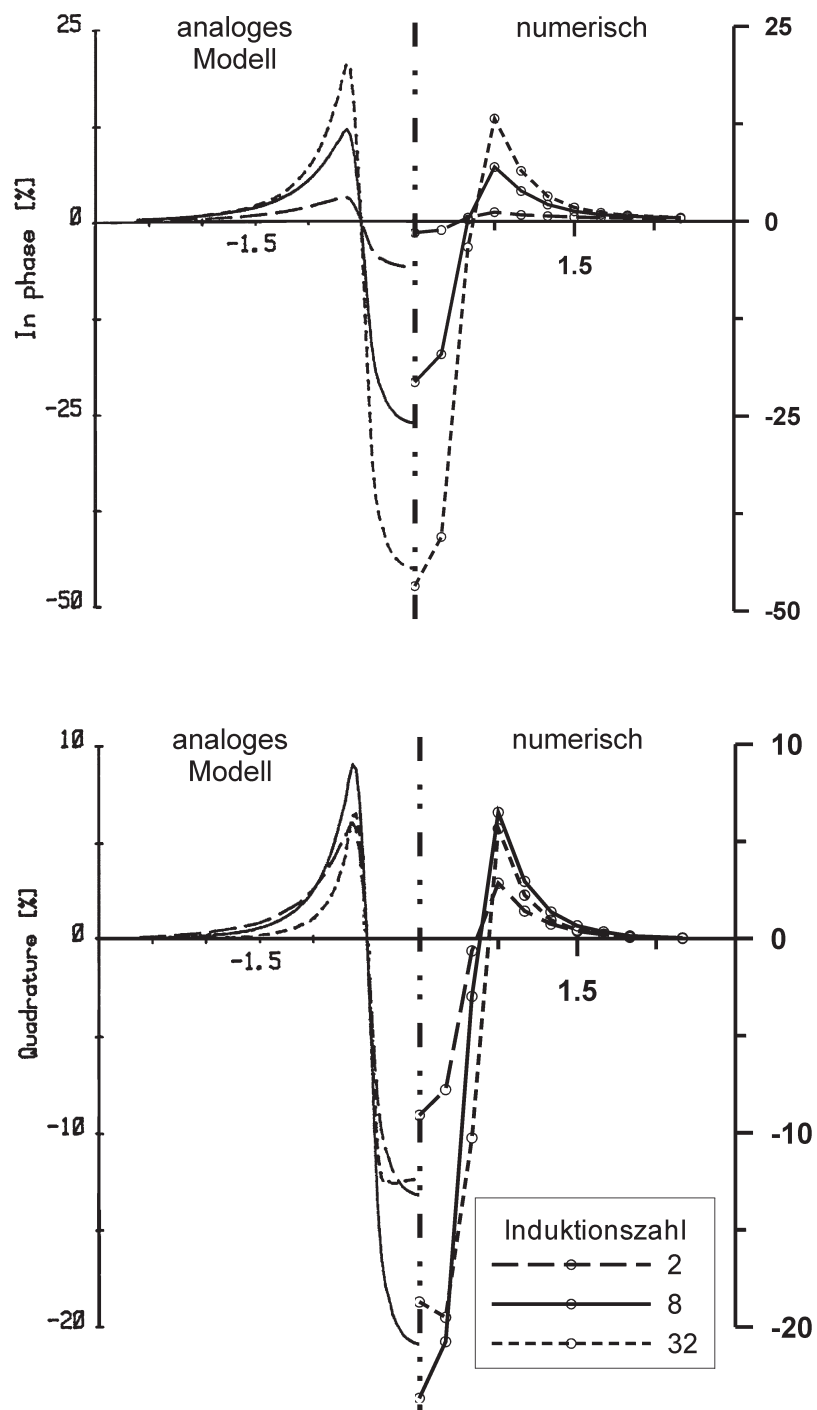 analoges
Modell
numerisch
In phase [%]
25
0
-1.5
-25
-50
25
0
1.5
-25
-50
analoges
Modell
numerisch
Quadrature [%]
10
0
-1.5
-10
-20
10
0
1.5
-10
-20
Induktionszahl
2
8
32